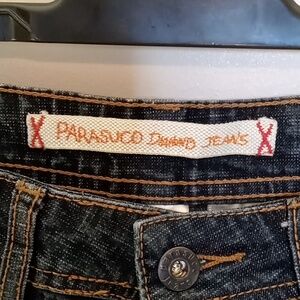 X PARASUCO DENIM JEANS X